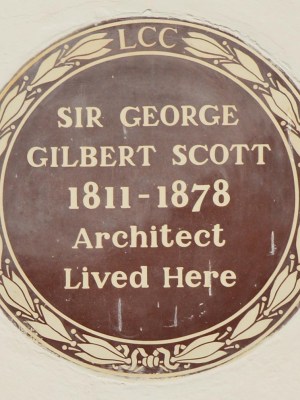 LCC
SIR GEORGE
GILBERT SCOTT
1811-1878
Architect
Lived Here